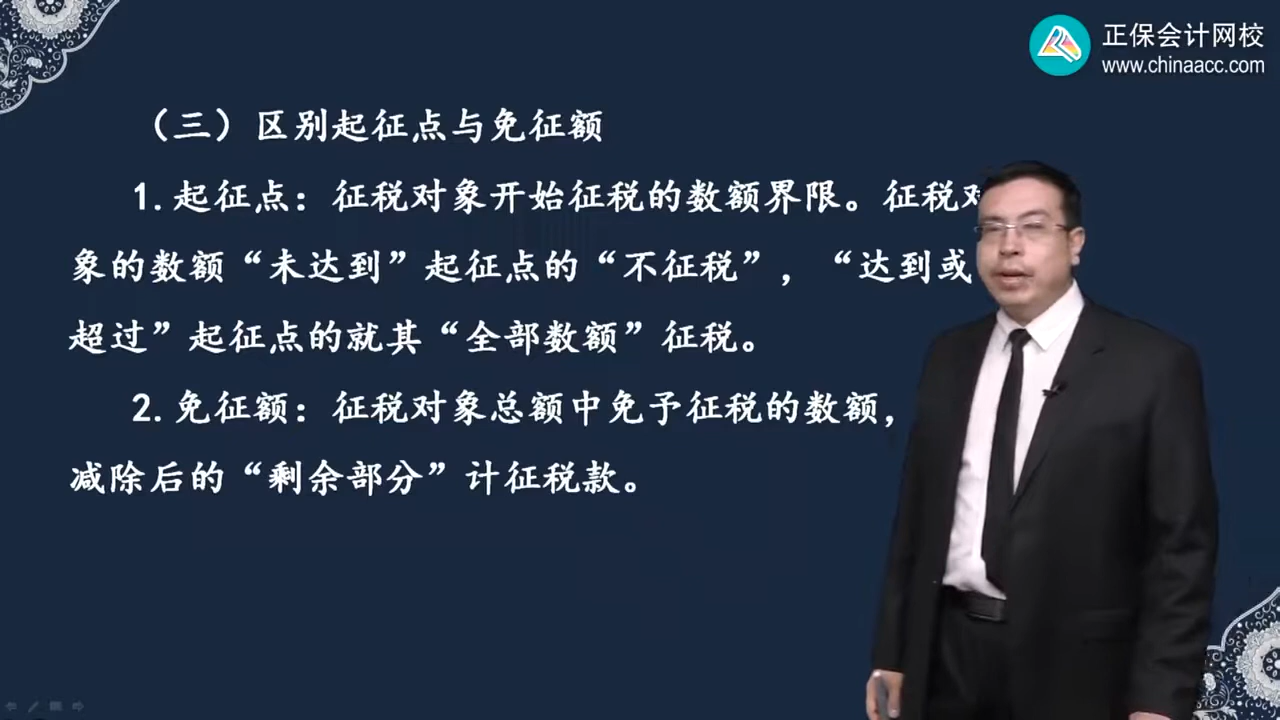 正保会计网校
www.chinaacc.com
（三）区别起征点与免征额
1.起征点：征税对象开始征税的数额界限。征税对
象的数额“未达到”起征点的“不征税”，“达到或
超过”起征点的就其“全部数额”征税。
2.免征额：征税对象总额中免予征税的数额，
减除后的“剩余部分”计征税款。